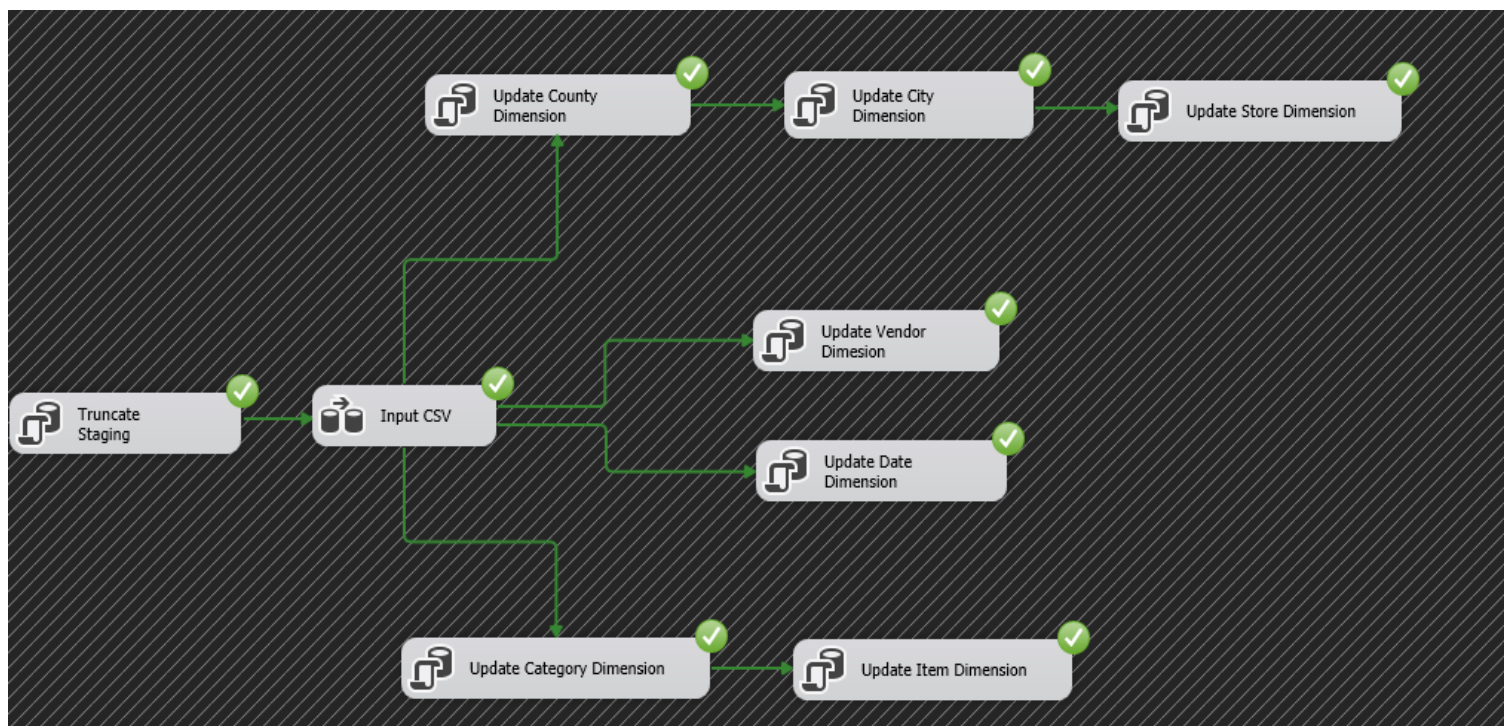 Update County
Dimension
Update City
Dimension
Update Store Dimension
Update Vendor
Dimesion
Truncate
Staging
Input CSV
Update Date
Dimension
Update Category Dimension
Update Item Dimension